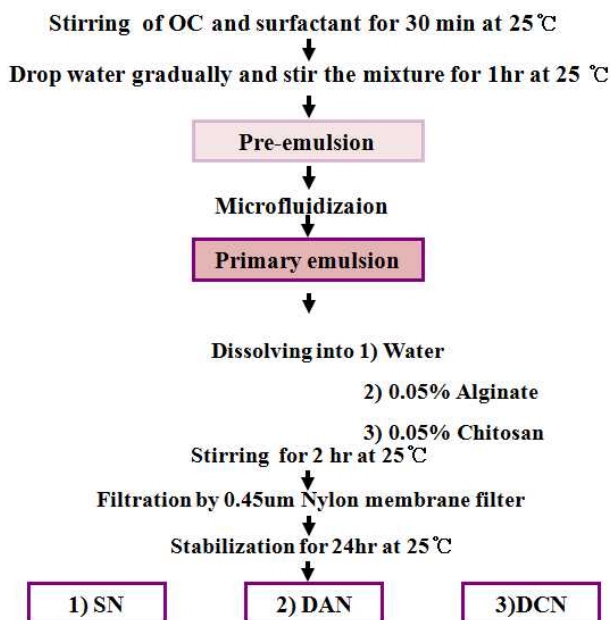 Stirring of OC and surfactant for 30 min at 25℃
Drop water gradually and stir the mixture for 1hr at 25 ℃
Pre-emulsion
Microfluidizaion
Primary emulsion
Dissolving into 1) Water
2) 0.05% Alginate
3) 0.05% Chitosan
Stirring for 2 hr at 25℃
Filtration by 0.45um Nylon membrane filter
Stabilization for 24hr at 25℃
1) SN 2) DAN 3)DCN